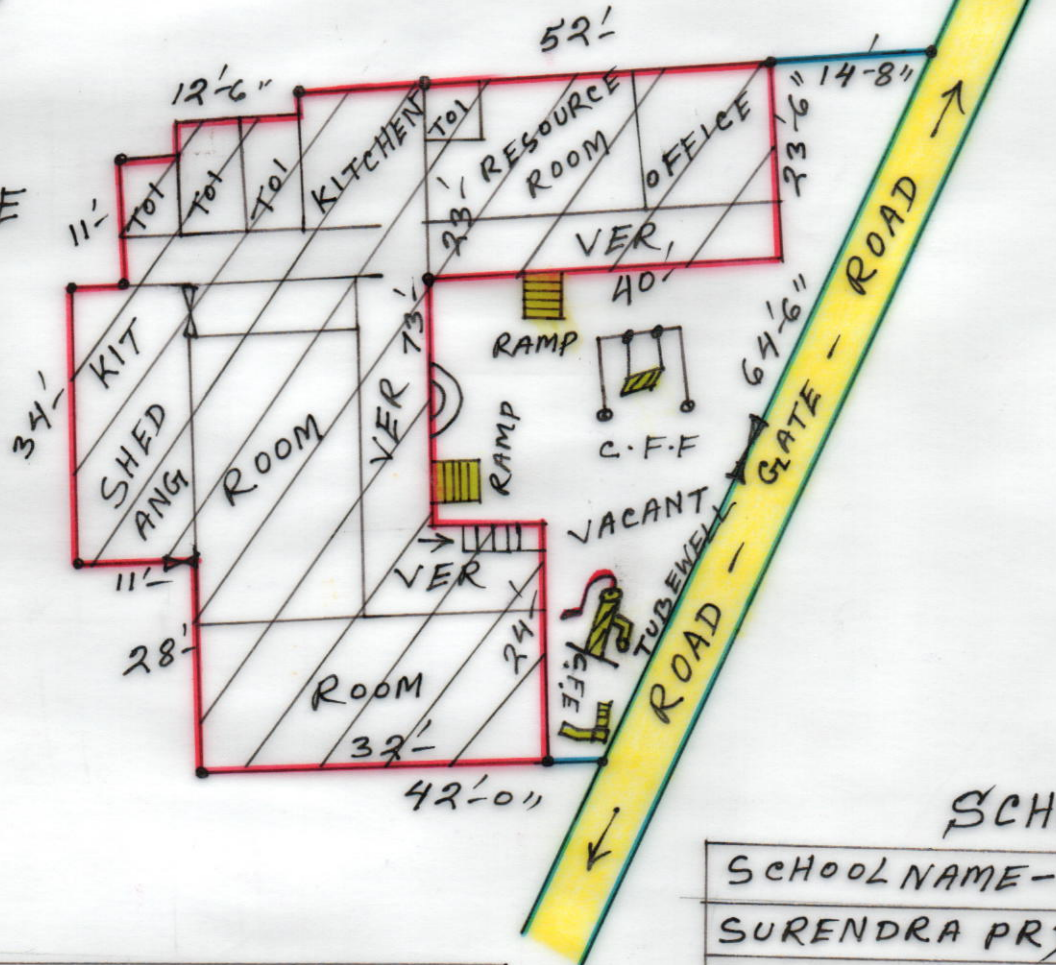 52'-
12'-6"
14'-8"
TOI
TOI
TOI
KITCHEN
TOI
RESOURCE
ROOM
OFFICE
23'-6"
11'-
23'-
VER,
40'-
ROAD
KIT
SHED
ANG
34'-
ROOM
VER
73'-
RAMP
RAMP
C.F.F
64'-6"
GATE -
VACANT
TUBEWELL
11'-
VER
28'-
24'-
ROOM
32'-
42'-0"
ROAD -
SCH
SCHOOL NAME-
SURENDRA PR